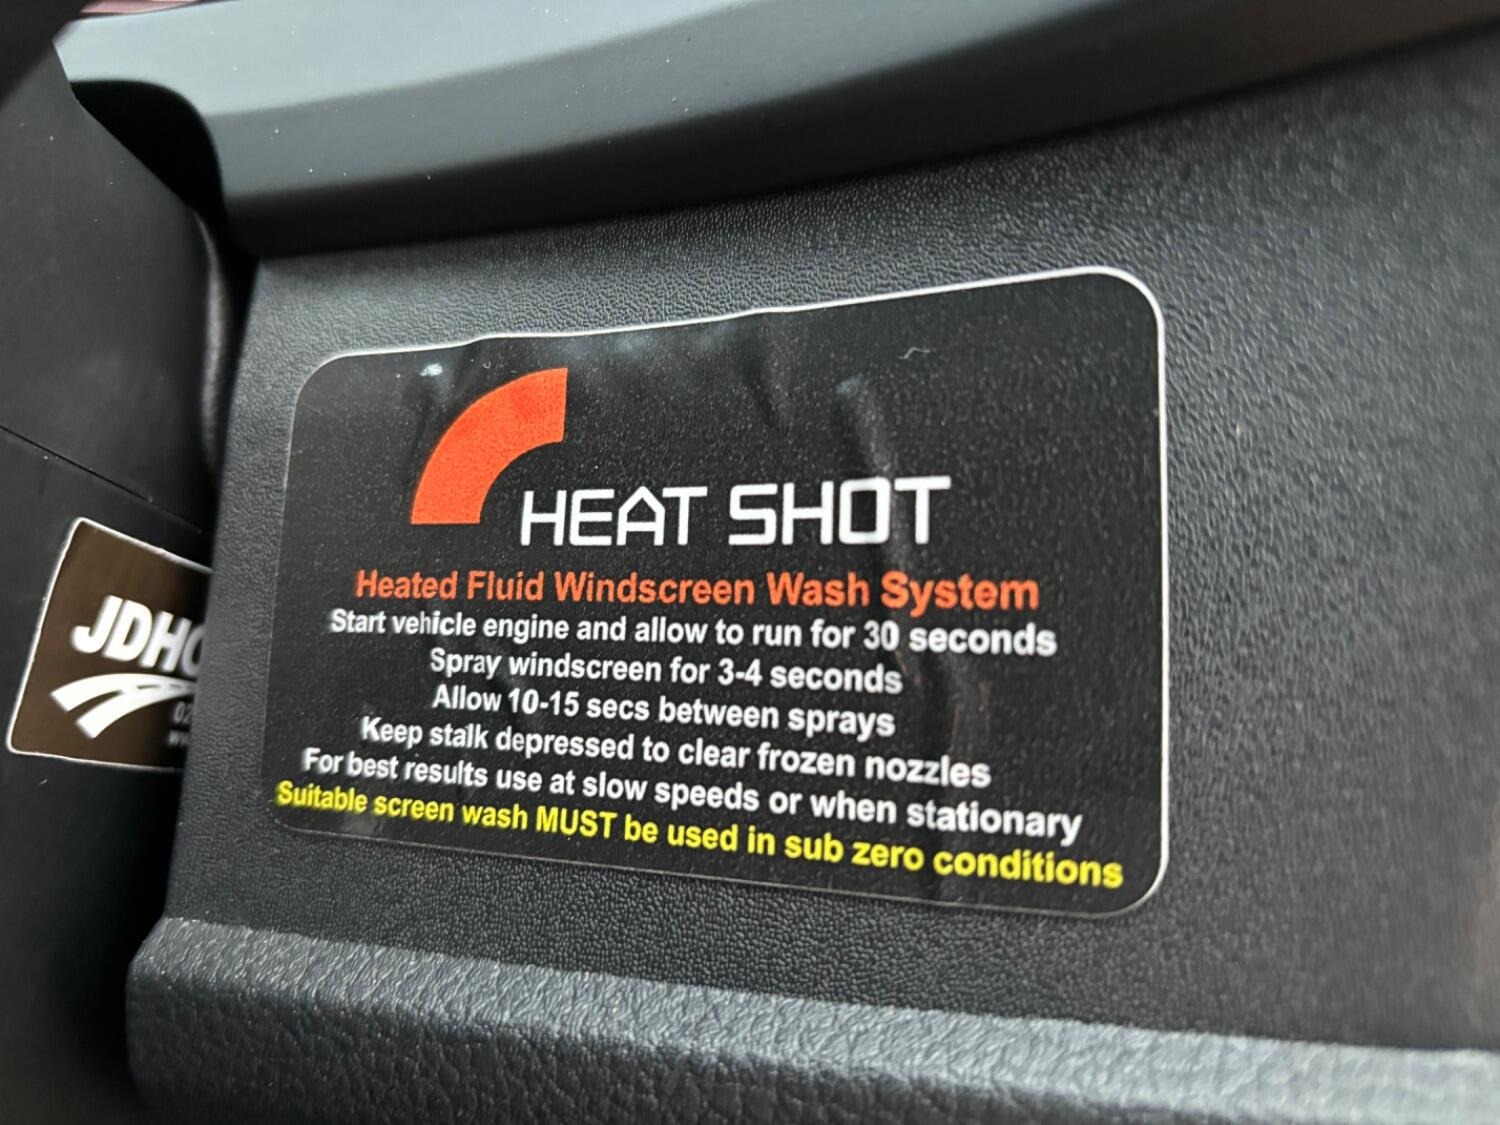 HEAT SHOT
Heated Fluid Windscreen Wash System
Start vehicle engine and allow to run for 30 seconds
Spray windscreen for 3-4 seconds
Allow 10-15 secs between sprays
Keep stalk depressed to clear frozen nozzles
For best results use at slow speeds or when stationary
Suitable screen wash MUST be used in sub zero conditions
JDHO